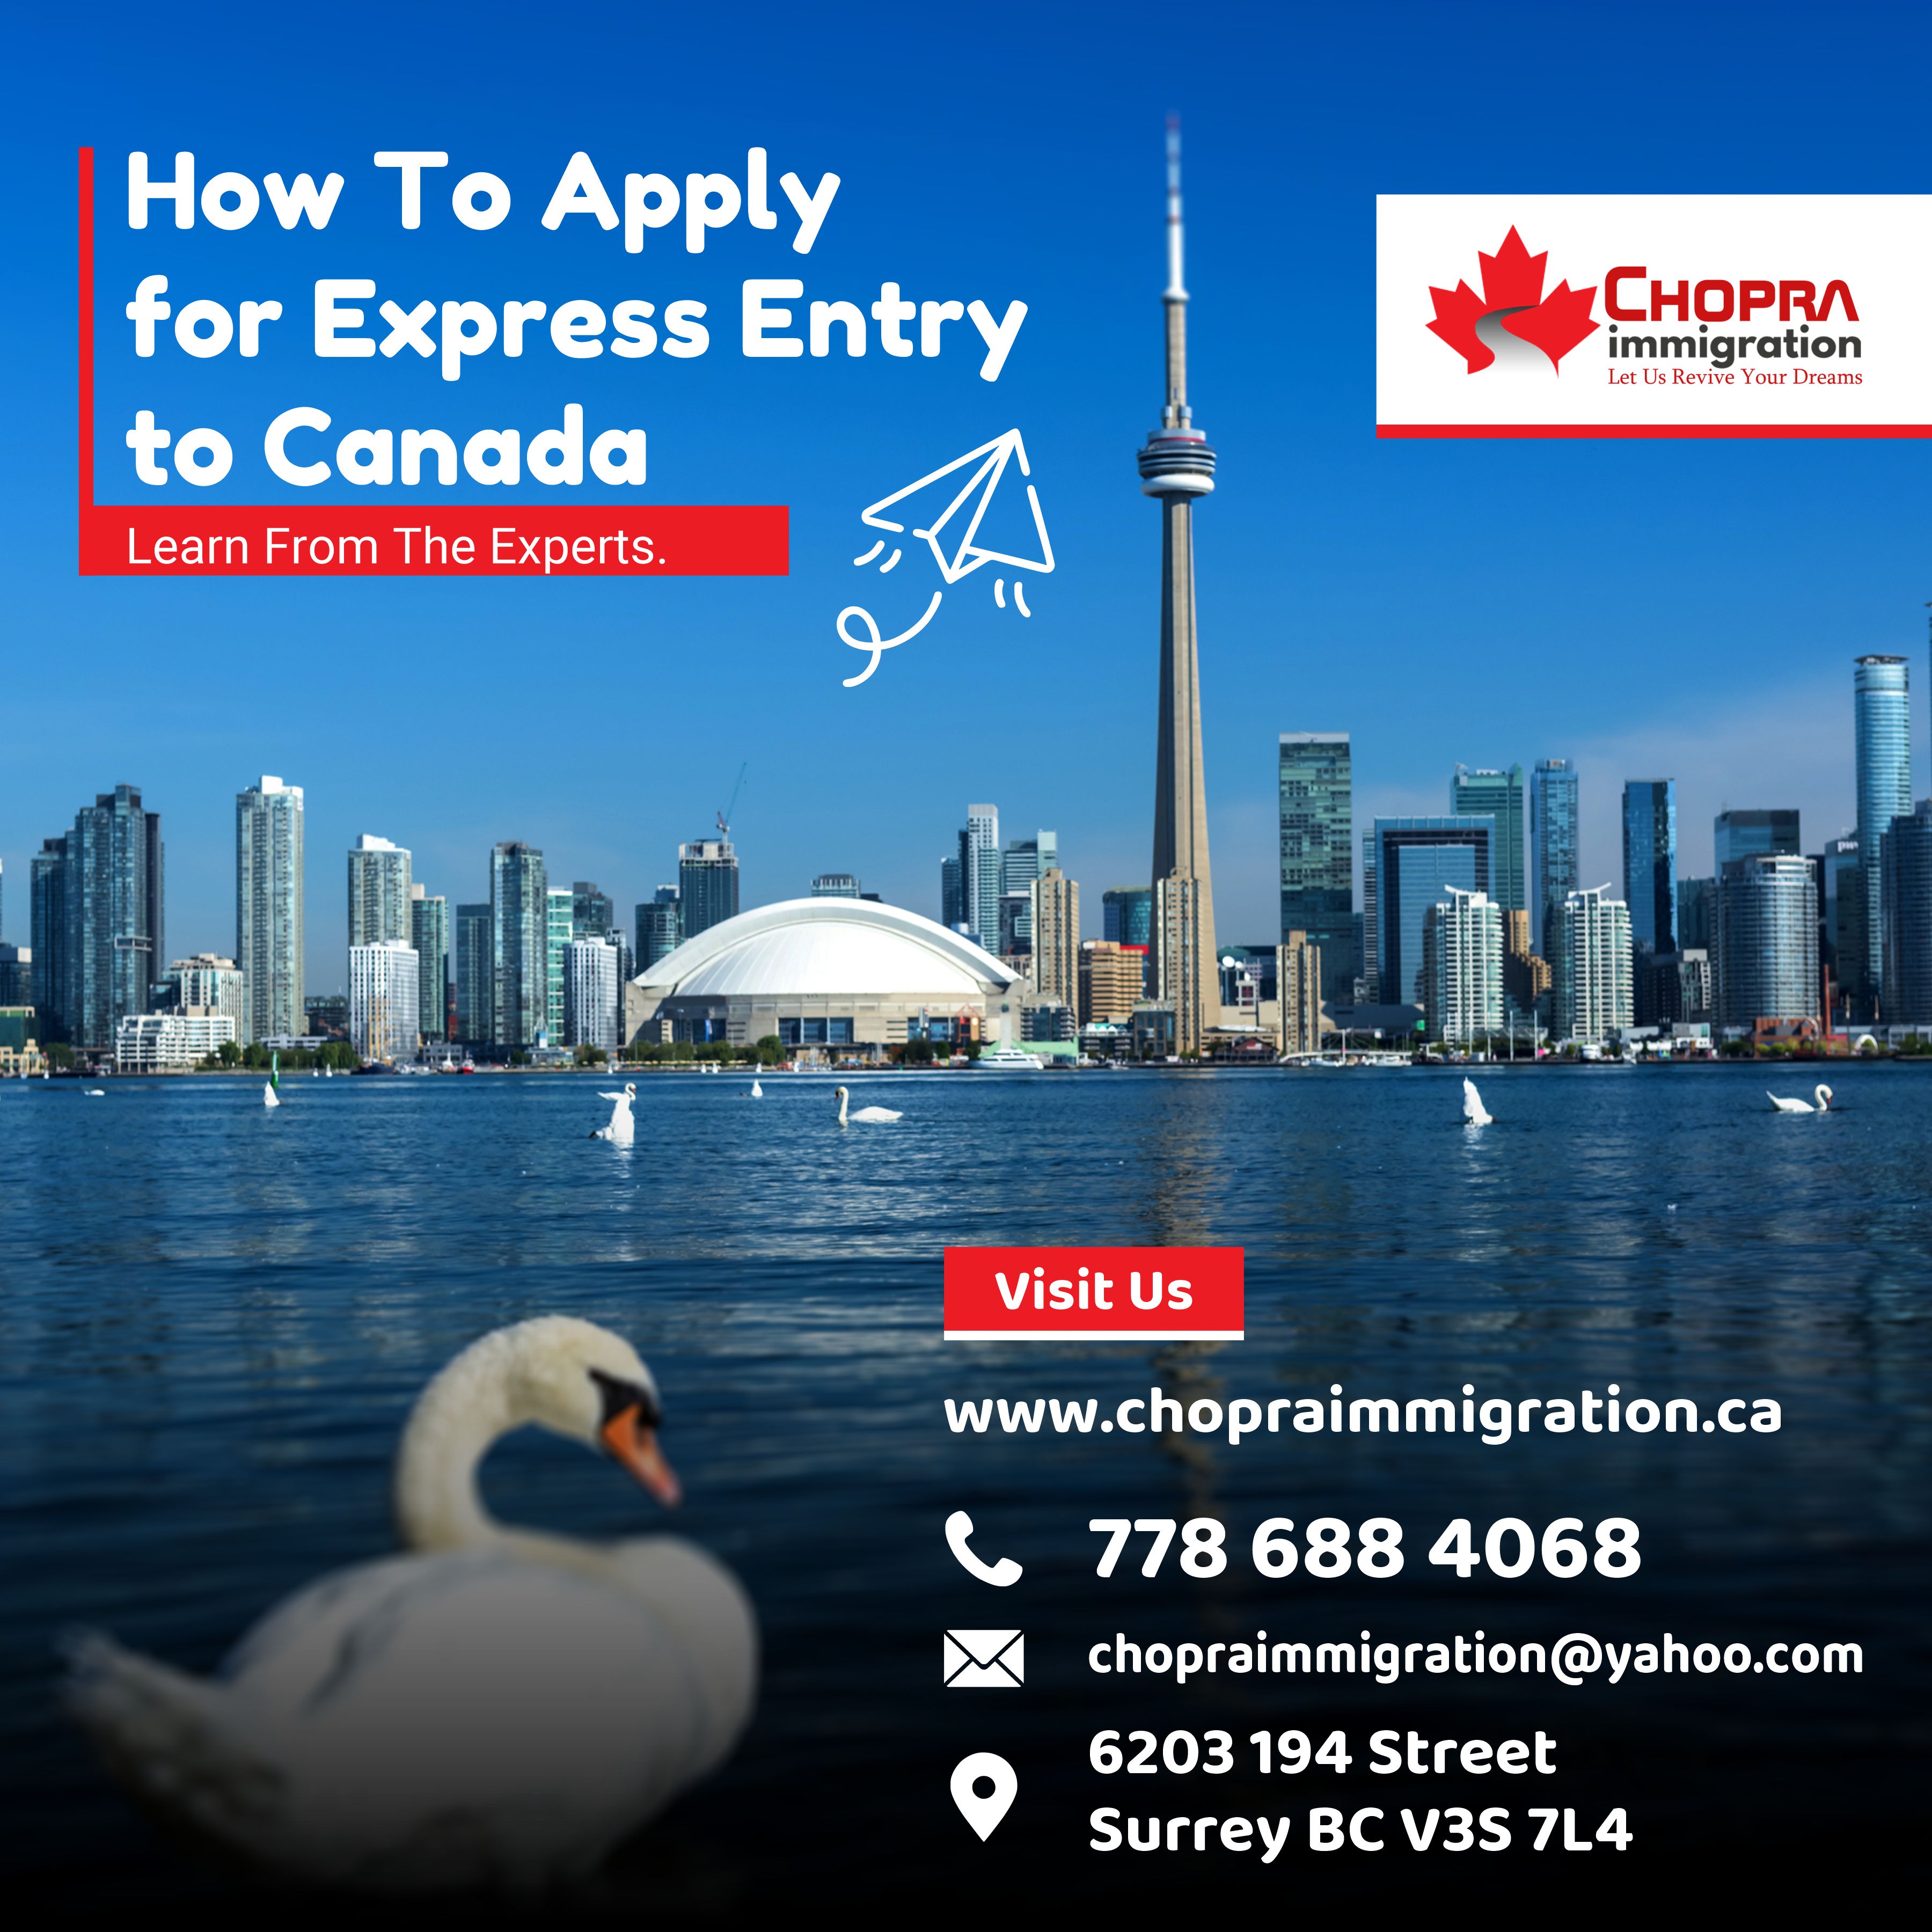 How To Apply
for Express Entry
to Canada
Learn From The Experts.
CHOPRA
immigration
Let Us Revive Your Dreams
Visit Us
www.chopraimmigration.ca
778 688 4068
chopraimmigration@yahoo.com
6203 194 Street
Surrey BC V3S 7L4